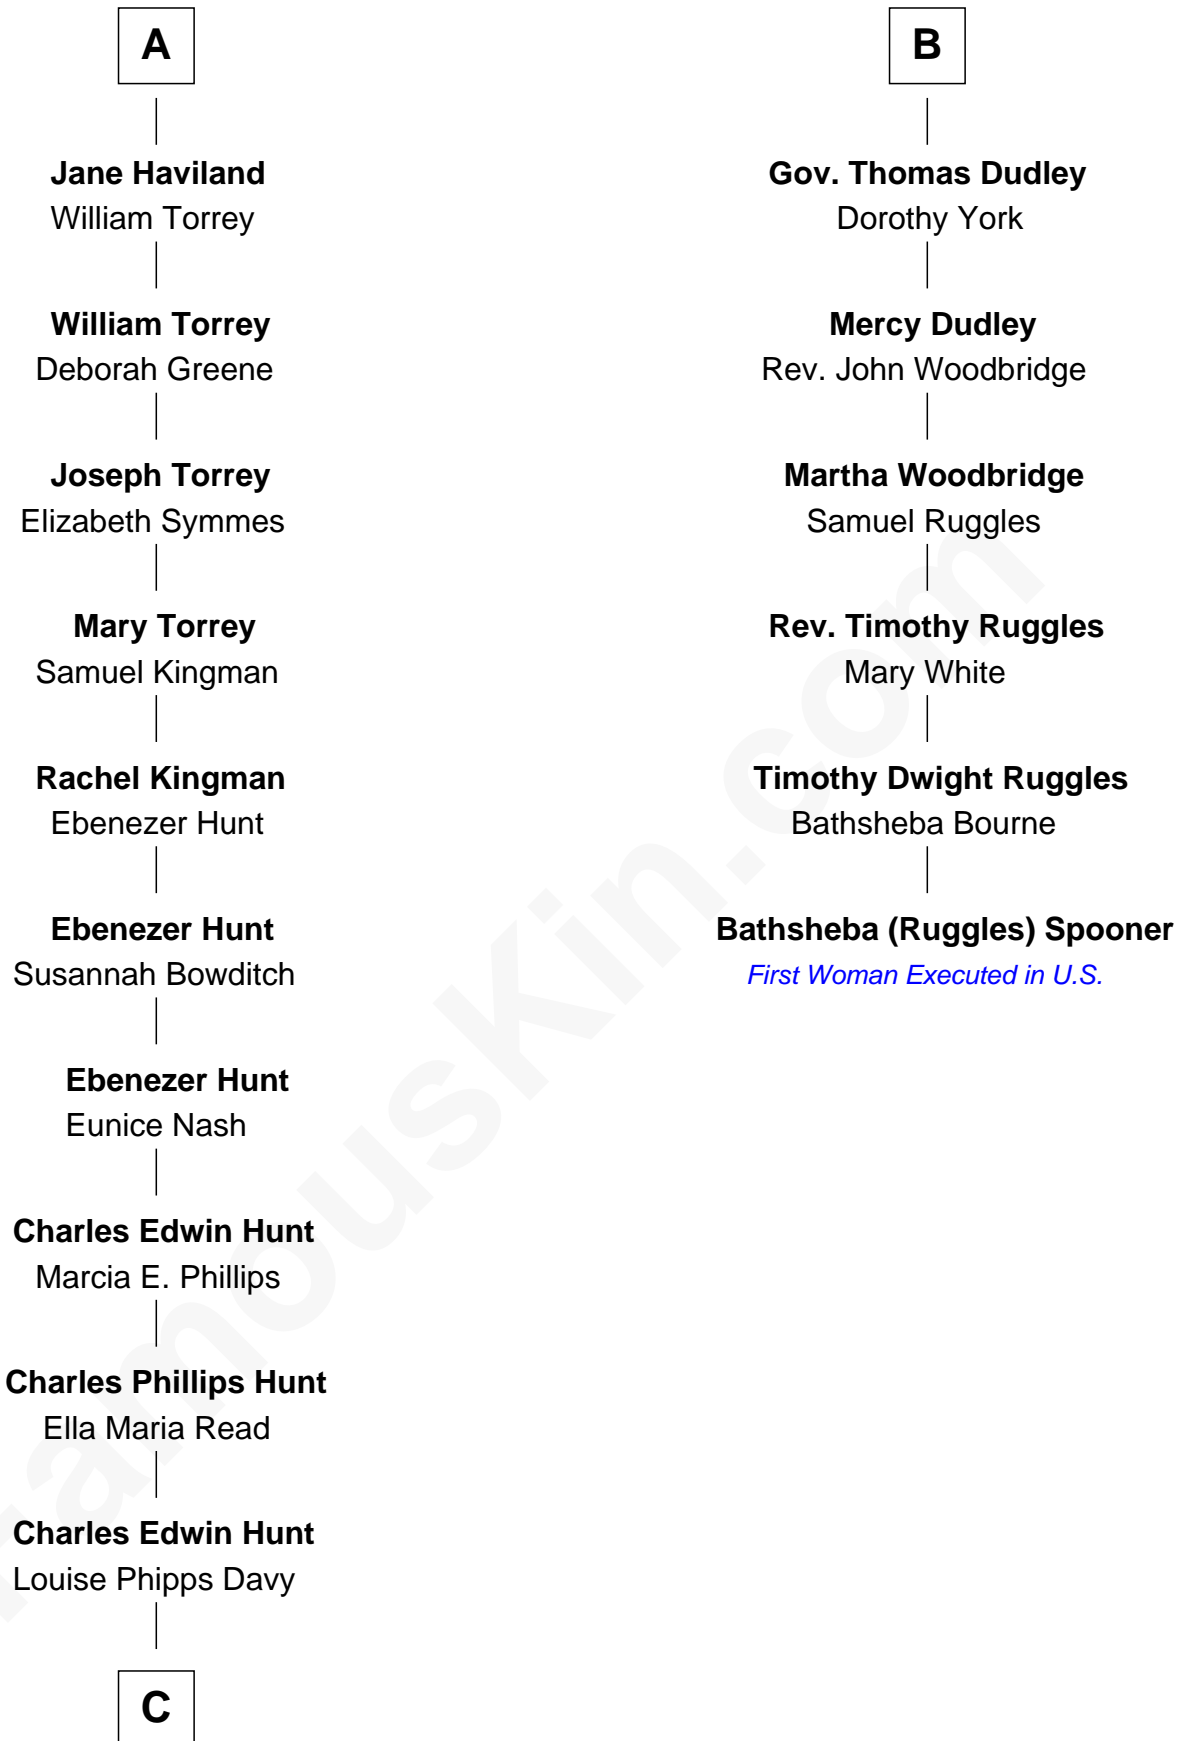 A
Jane Haviland
William Torrey
William Torrey
Deborah Greene
Joseph Torrey
Elizabeth Symmes
Mary Torrey
Samuel Kingman
Rachel Kingman
Ebenezer Hunt
Ebenezer Hunt
Susannah Bowditch
Ebenezer Hunt
Eunice Nash
Charles Edwin Hunt
Marcia E. Phillips
Charles Phillips Hunt
Ella Maria Read
Charles Edwin Hunt
Louise Phipps Davy
C
B
Gov. Thomas Dudley
Dorothy York
Mercy Dudley
Rev. John Woodbridge
Martha Woodbridge
Samuel Ruggles
Rev. Timothy Ruggles
Mary White
Timothy Dwight Ruggles
Bathsheba Bourne
Bathsheba (Ruggles) Spooner
First Woman Executed in U.S.
FamousKin.com